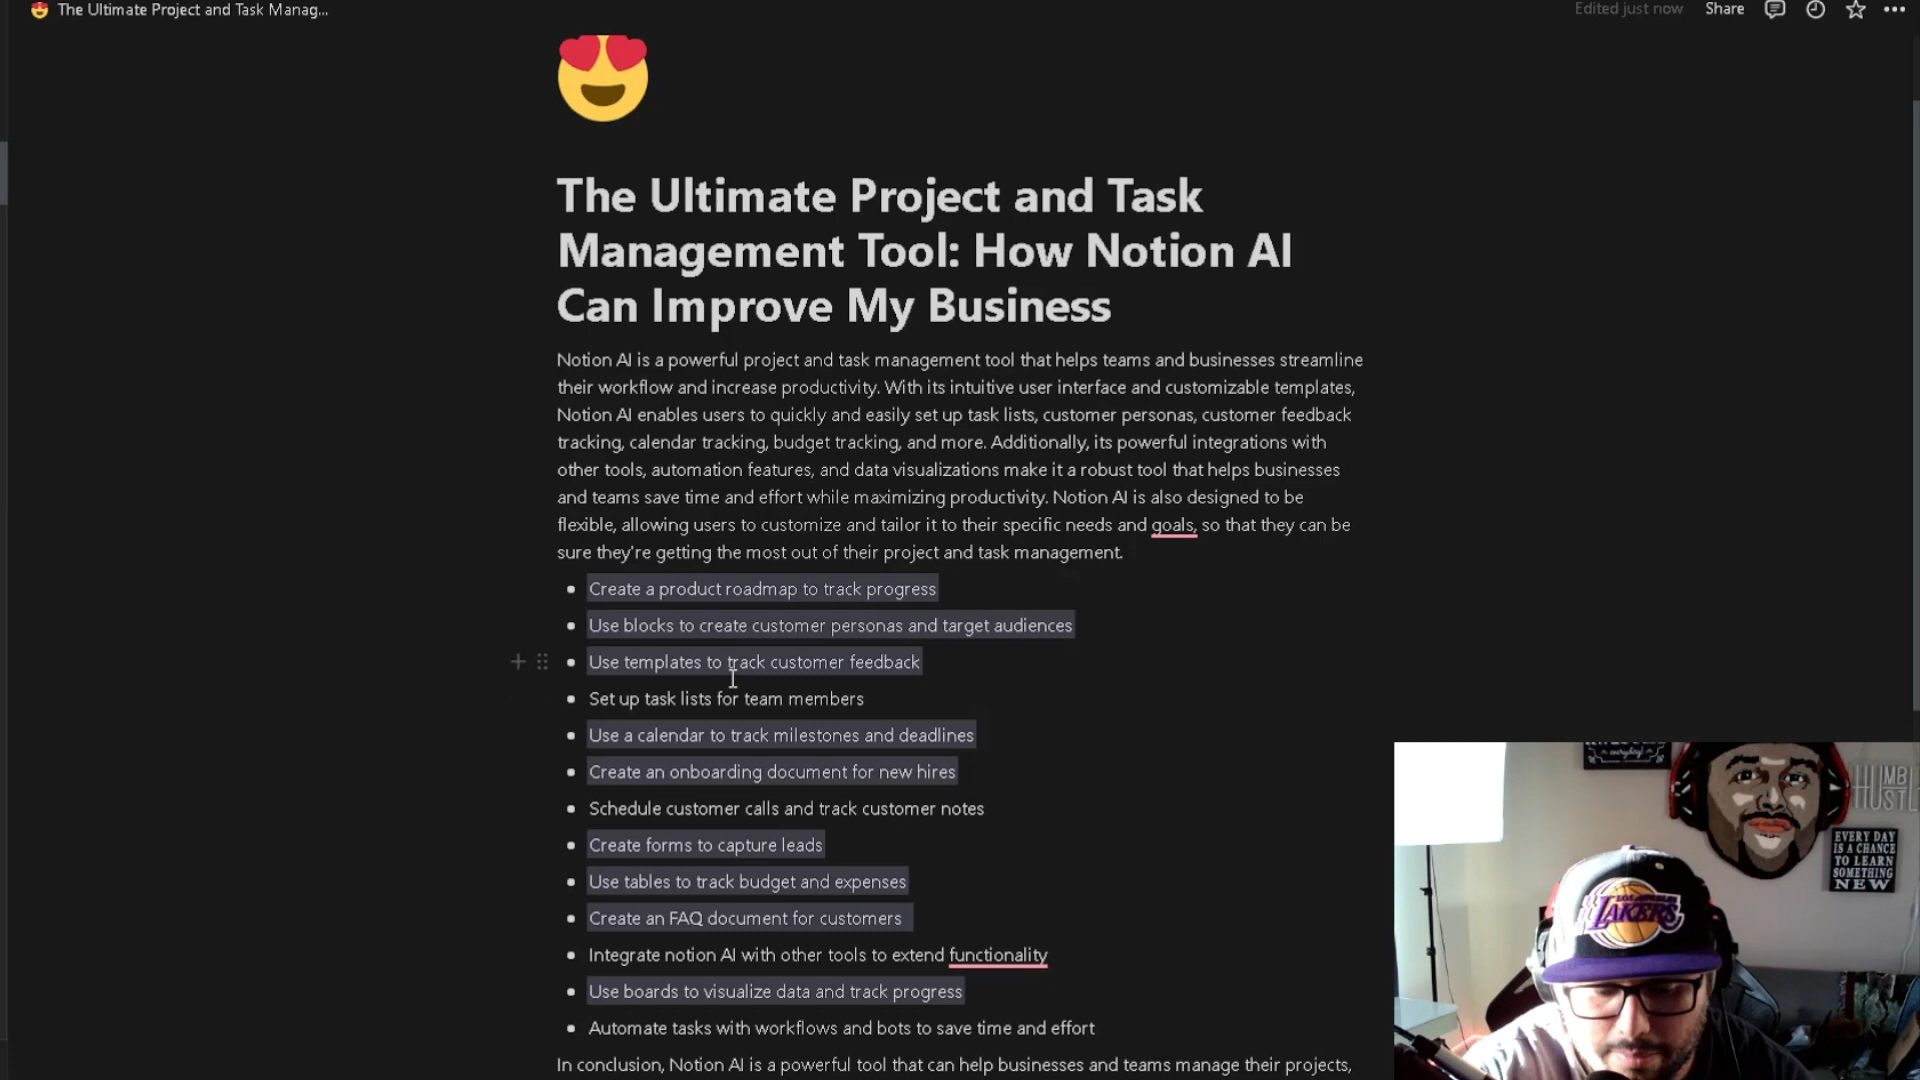 The Ultimate Project and Task Manag...
Edited just now
Share
The Ultimate Project and Task
Management Tool: How Notion AI
Can Improve My Business
Notion AI is a powerful project and task management tool that helps teams and businesses streamline
their workflow and increase productivity. With its intuitive user interface and customizable templates,
Notion AI enables users to quickly and easily set up task lists, customer personas, customer feedback
tracking, calendar tracking, budget tracking, and more. Additionally, its powerful integrations with
other tools, automation features, and data visualizations make it a robust tool that helps businesses
and teams save time and effort while maximizing productivity. Notion AI is also designed to be
flexible, allowing users to customize and tailor it to their specific needs and goals, so that they can be
sure they're getting the most out of their project and task management.
Create a product roadmap to track progress
Use blocks to create customer personas and target audiences
Use templates to track customer feedback
Set up task lists for team members
Use a calendar to track milestones and deadlines
Create an onboarding document for new hires
Schedule customer calls and track customer notes
Create forms to capture leads
Use tables to track budget and expenses
Create an FAQ document for customers
Integrate notion AI with other tools to extend functionality
Use boards to visualize data and track progress
Automate tasks with workflows and bots to save time and effort
In conclusion, Notion AI is a powerful tool that can help businesses and teams manage their projects,
EVERY DAY
IS A CHANCE
TO LEARN
SOMETHING
NEW
LAKERS